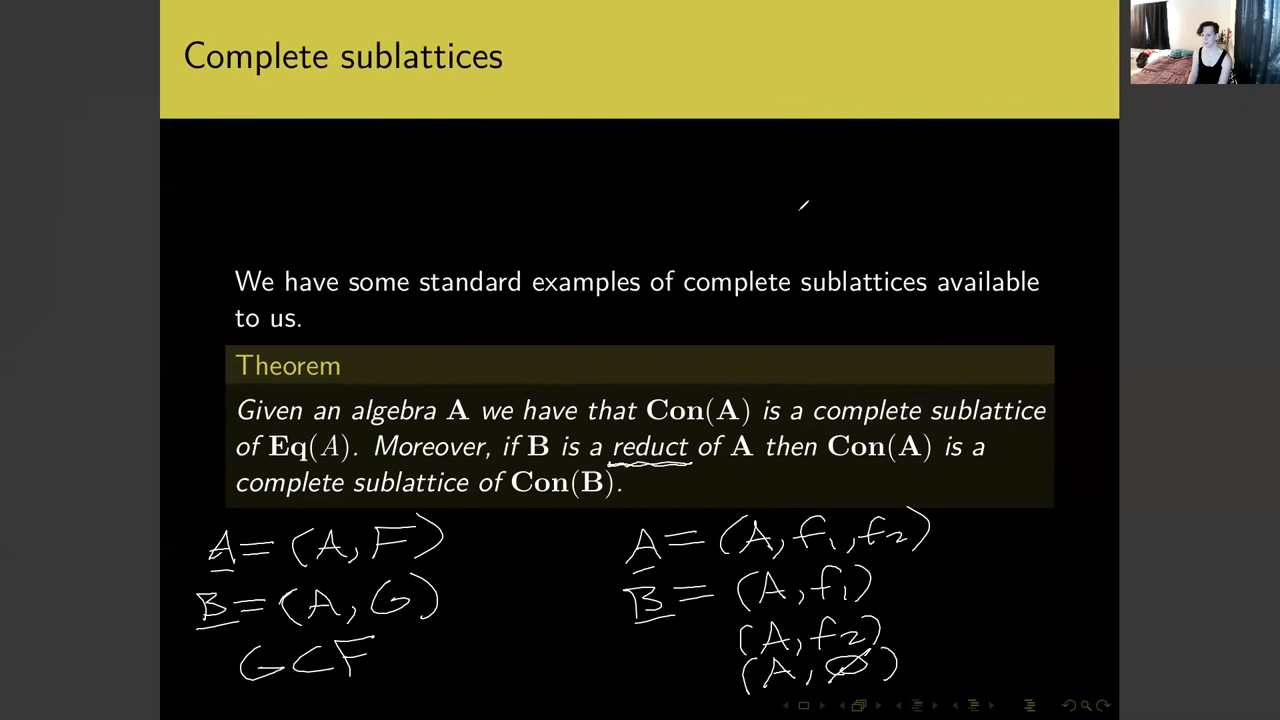 Complete sublattices
We have some standard examples of complete sublattices available
to us.
Theorem
Given an algebra A we have that Con(A) is a complete sublattice
of Eq(A). Moreover, if B is a reduct of A then Con(A) is a
complete sublattice of Con(B).
A = (A, F)
B = (A, G)
G ⊂ F
A = (A, f₁, f₂)
B = (A, f₁)
(A, f₂)
(A, ∅)